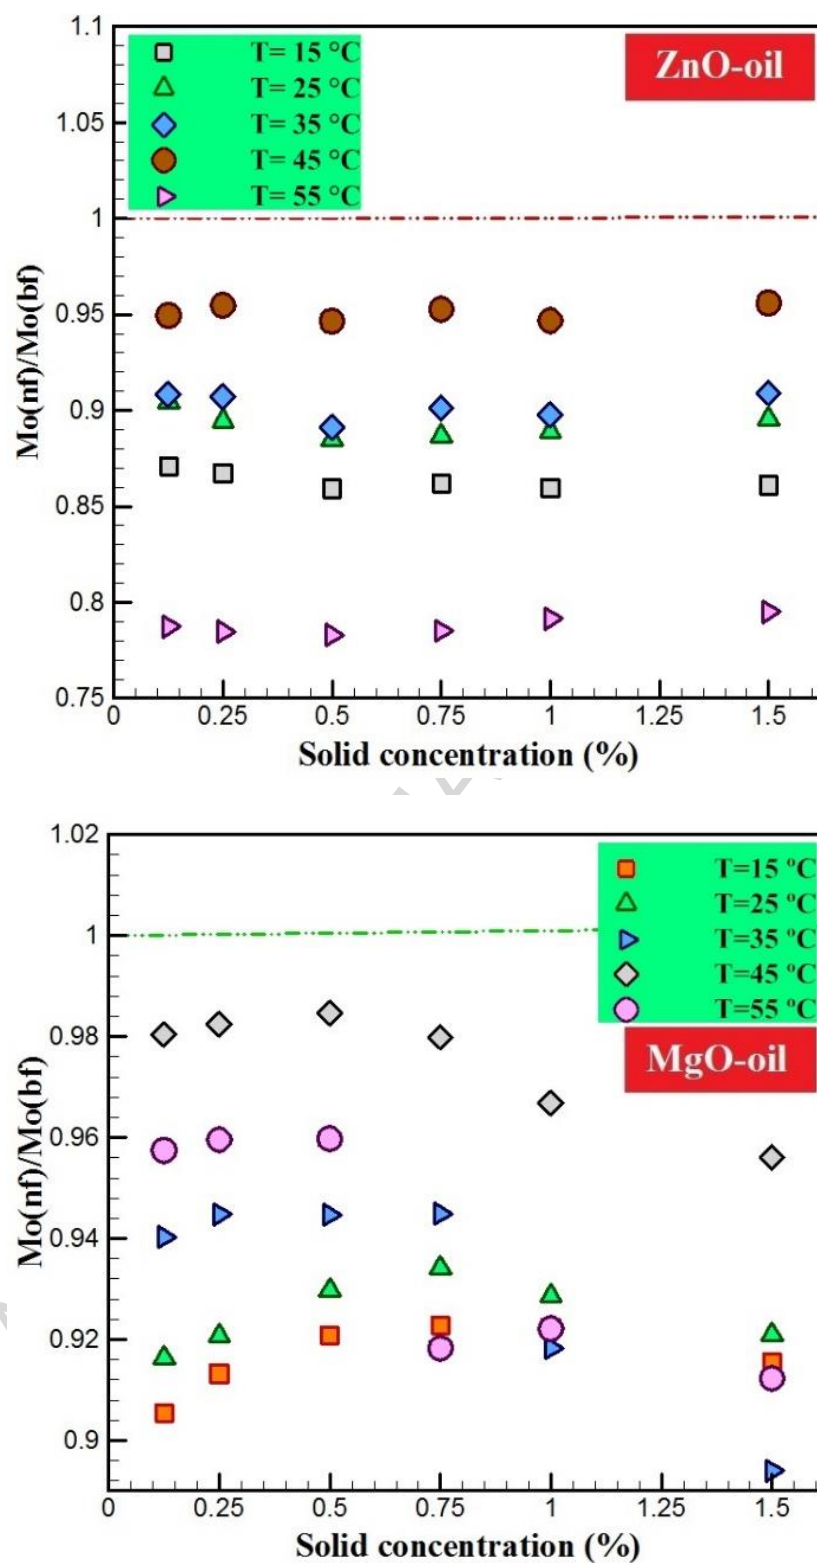 1.1
T= 15 °C
ZnO-oil
T= 25 °C
1.05
T= 35 °C
T= 45 °C
T= 55 °C
1
0.95
0.9
0.85
0.8
0.75
Mo(nf)/Mo(bf)
0 0.25 0.5 0.75 1 1.25 1.5
Solid concentration (%)
1.02
T=15 °C
T=25 °C
1
T=35 °C
T=45 °C
T=55 °C
0.98
MgO-oil
0.96
0.94
0.92
0.9
Mo(nf)/Mo(bf)
0 0.25 0.5 0.75 1 1.25 1.5
Solid concentration (%)